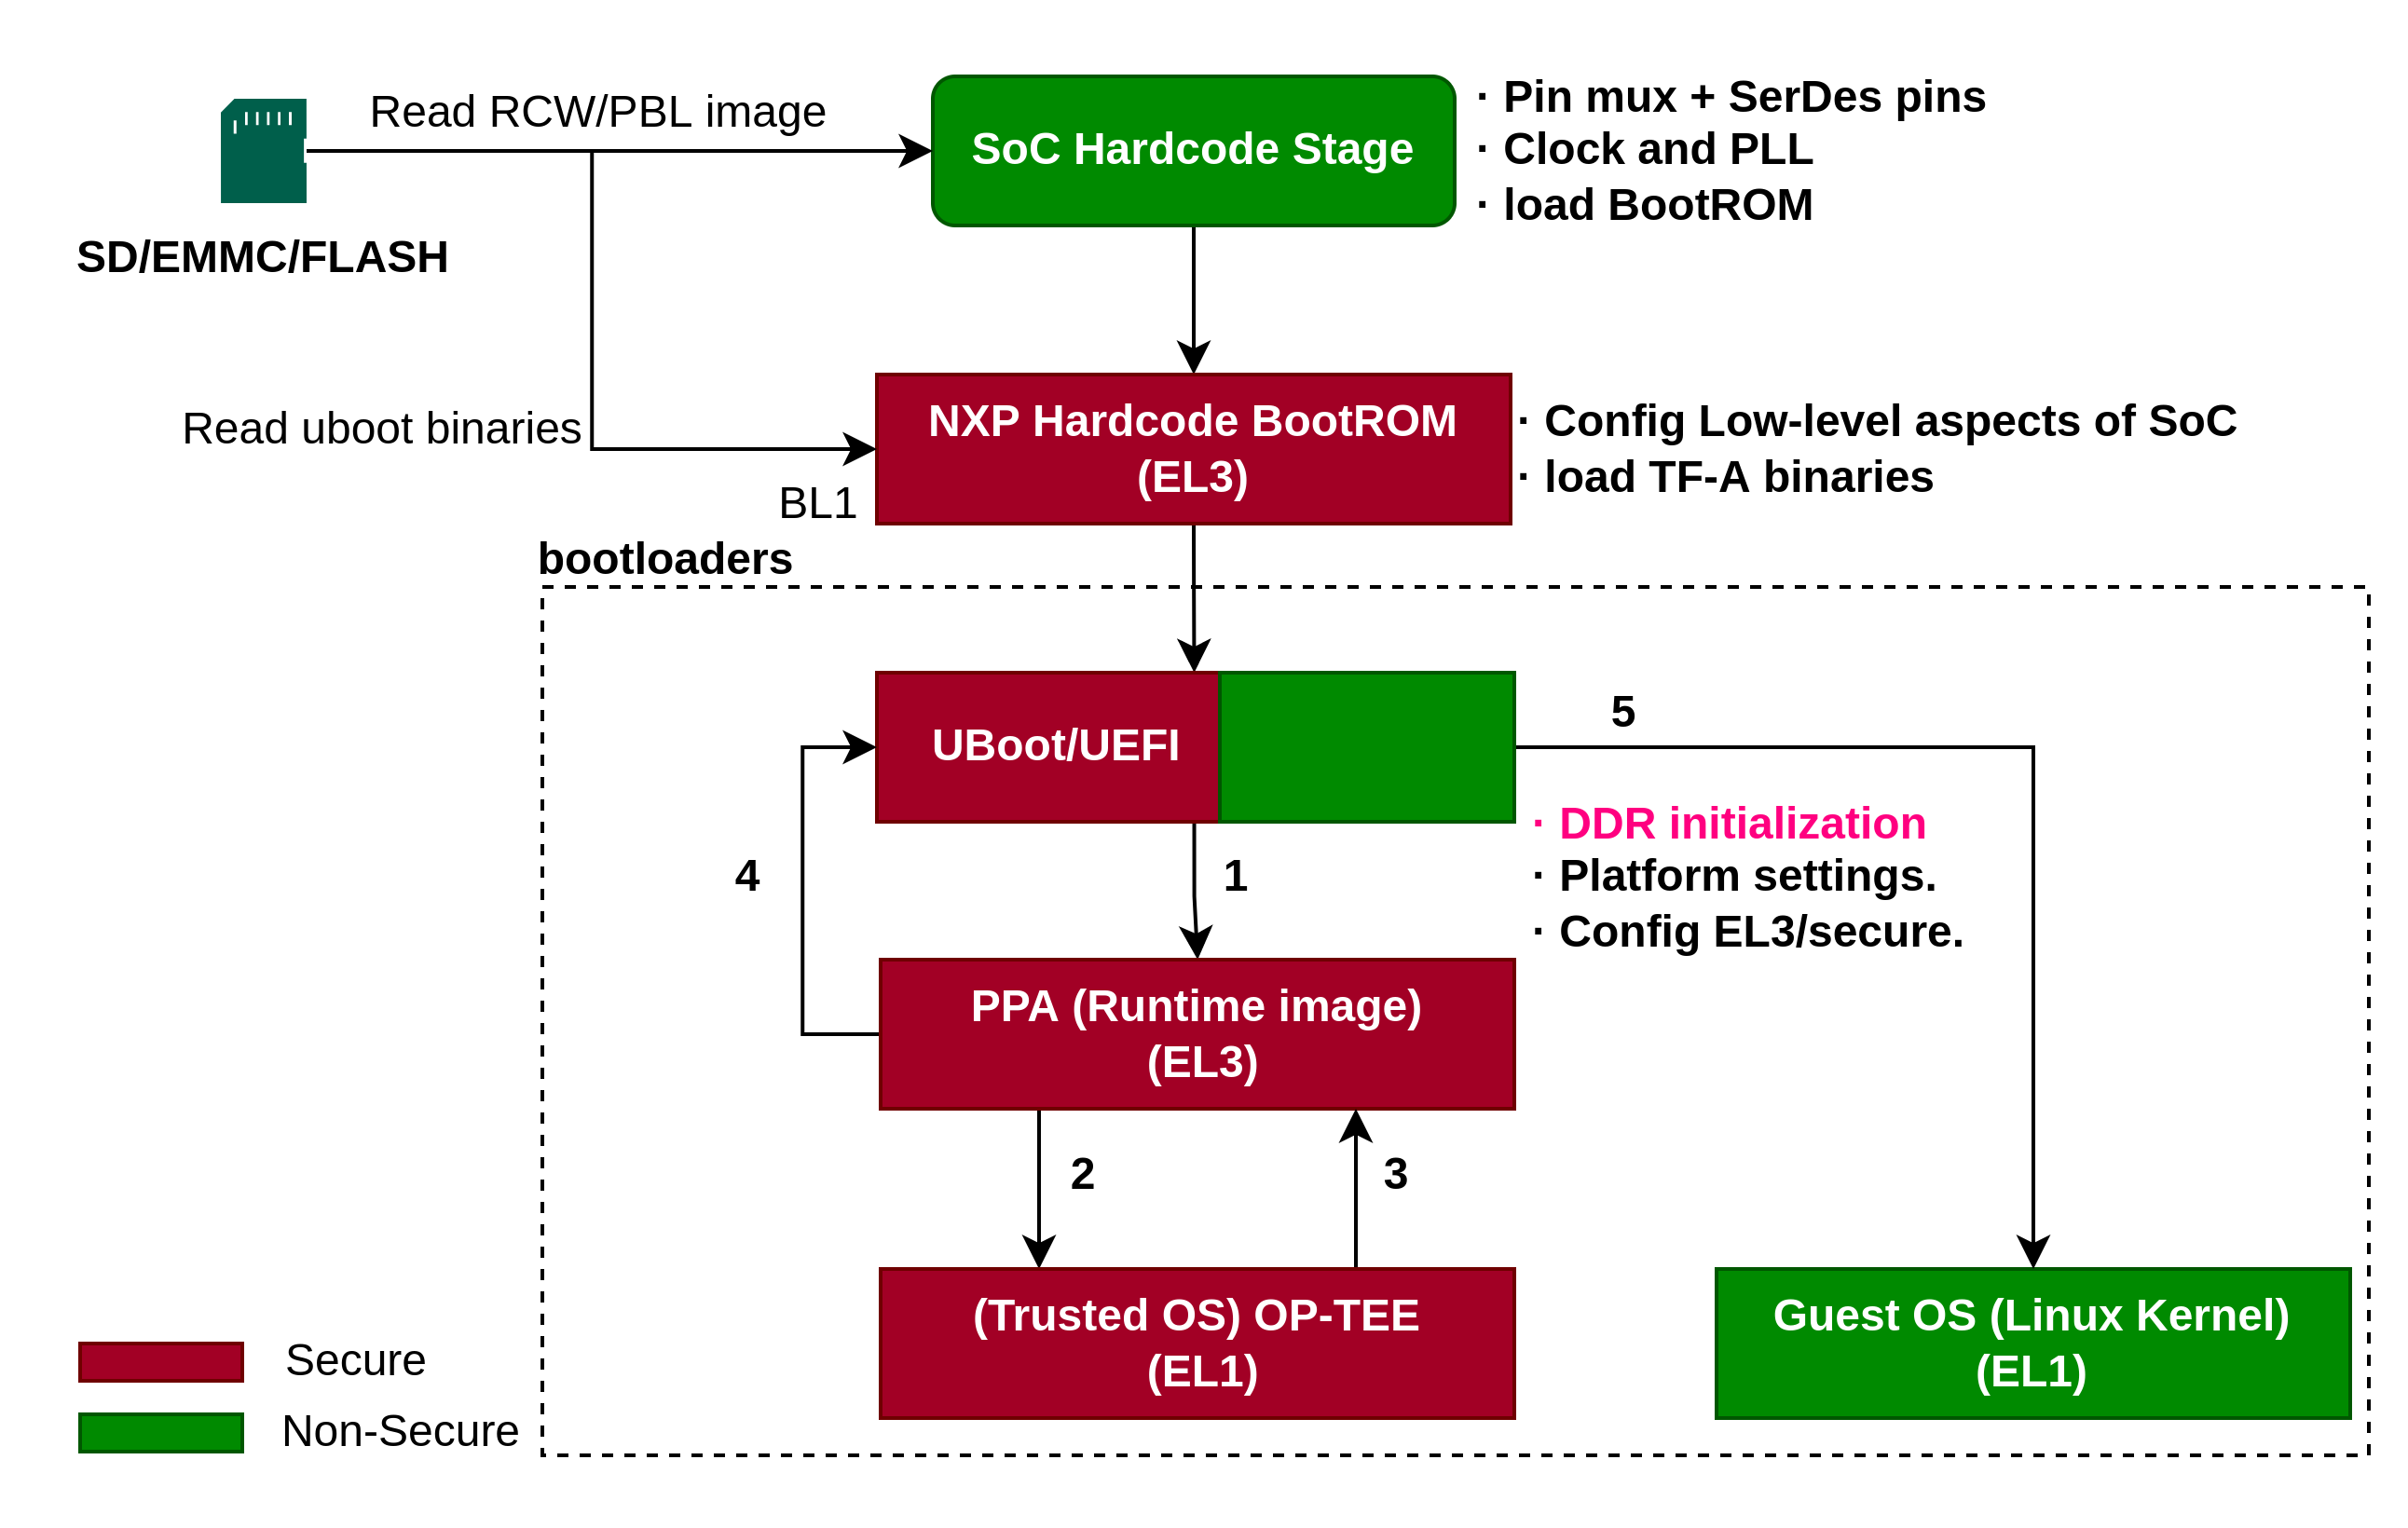 Read RCW/PBL image
SoC Hardcode Stage
· Pin mux + SerDes pins
· Clock and PLL
· load BootROM
SD/EMMC/FLASH
Read uboot binaries
NXP Hardcode BootROM
(EL3)
· Config Low-level aspects of SoC
· load TF-A binaries
BL1
bootloaders
UBoot/UEFI
5
· DDR initialization
· Platform settings.
· Config EL3/secure.
4
1
PPA (Runtime image)
(EL3)
2
3
(Trusted OS) OP-TEE
(EL1)
Guest OS (Linux Kernel)
(EL1)
Secure
Non-Secure